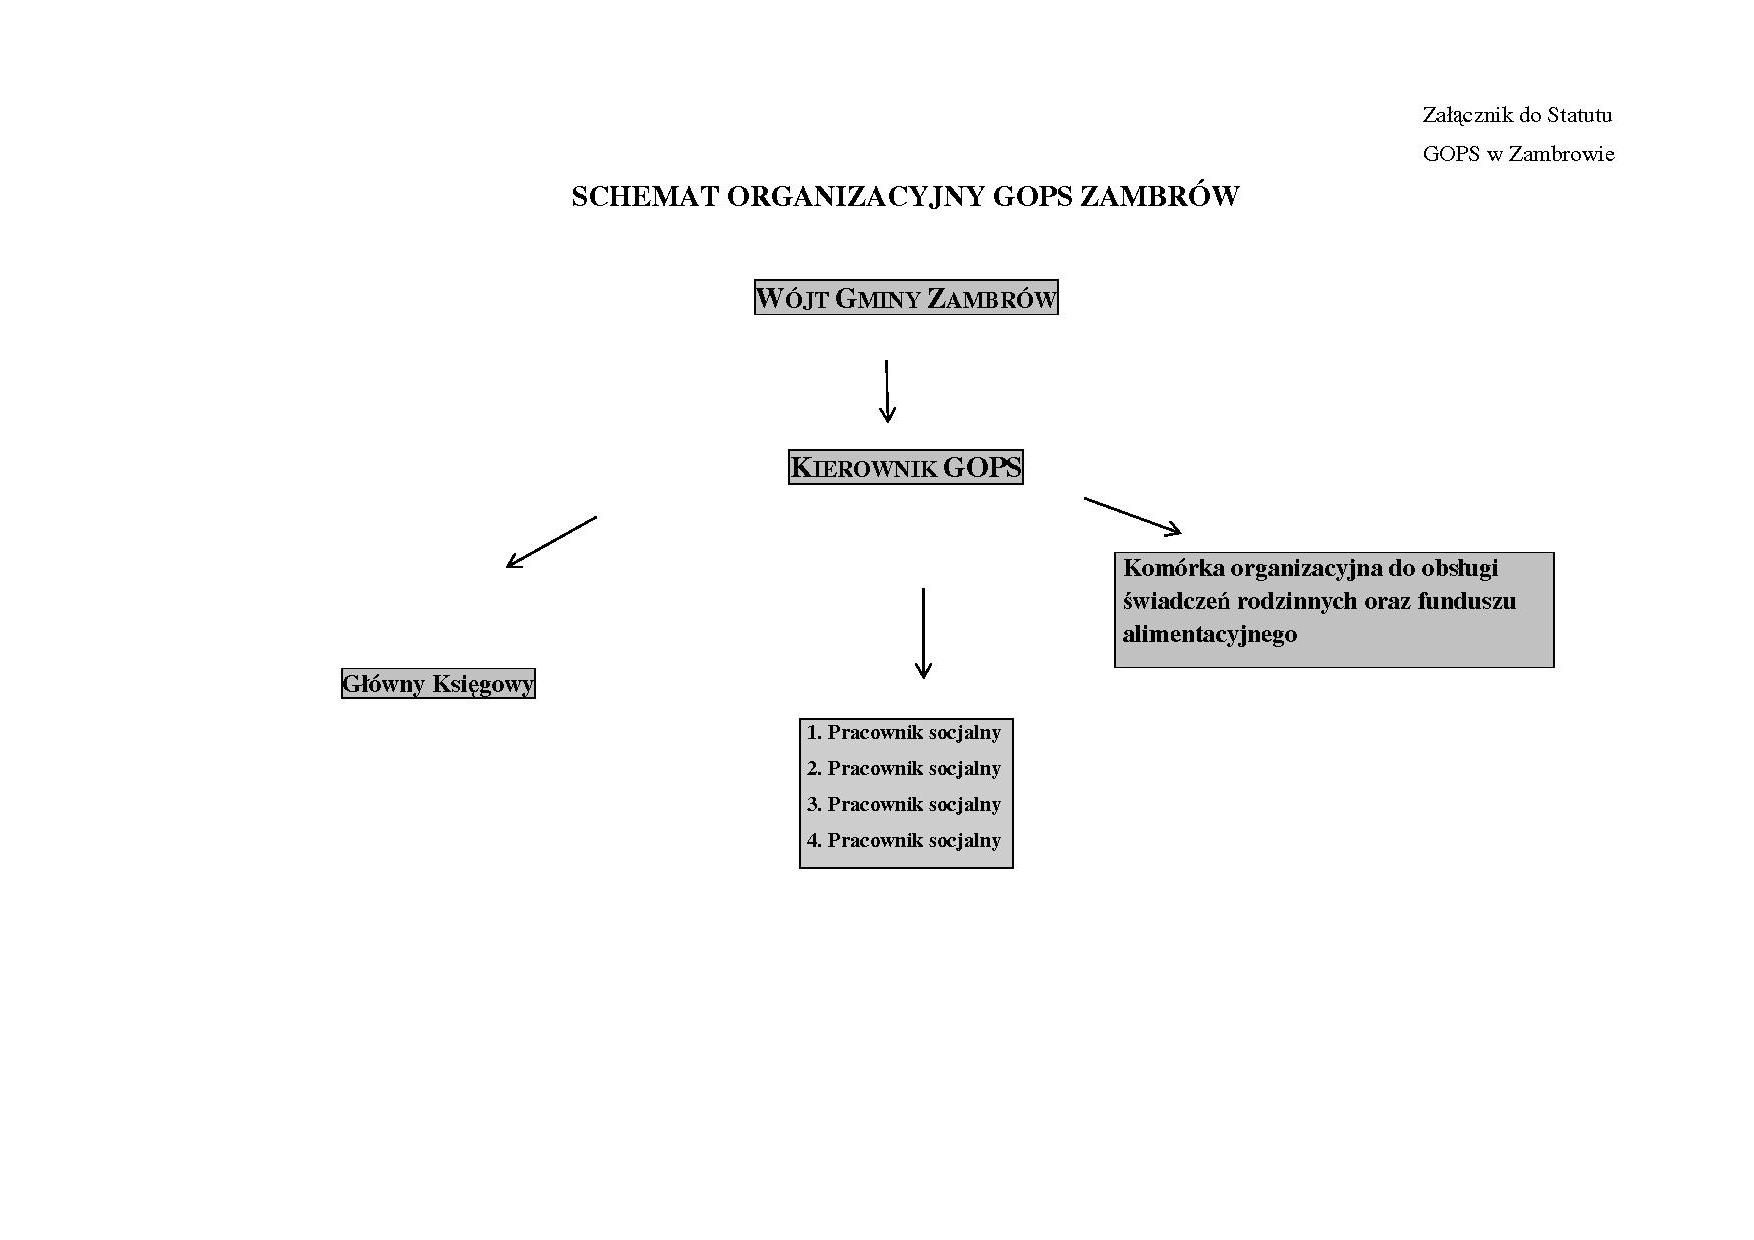 Załącznik do Statutu
GOPS w Zambrowie
SCHEMAT ORGANIZACYJNY GOPS ZAMBRÓW
WÓJT GMINY ZAMBRÓW
KIEROWNIK GOPS
Komórka organizacyjna do obsługi
świadczeń rodzinnych oraz funduszu
alimentacyjnego
Główny Księgowy
1. Pracownik socjalny
2. Pracownik socjalny
3. Pracownik socjalny
4. Pracownik socjalny